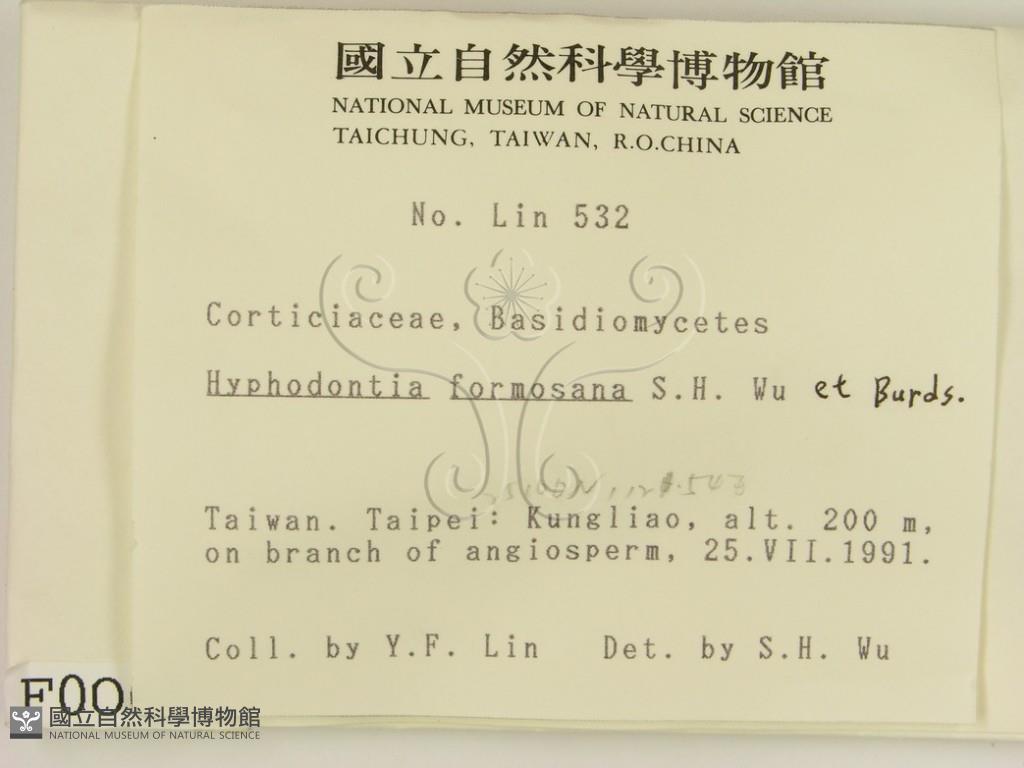 國立自然科學博物館
NATIONAL MUSEUM OF NATURAL SCIENCE
TAICHUNG, TAIWAN, R.O.CHINA
No. Lin 532
Corticiaceae, Basidiomycetes
Hyphodontia formosana S.H. Wu et Burds.
Taiwan. Taipei: Kungliao, alt. 200 m,
on branch of angiosperm, 25.VII.1991.
Coll. by Y.F. Lin Det. by S.H. Wu
F00
國立自然科學博物館
NATIONAL MUSEUM OF NATURAL SCIENCE